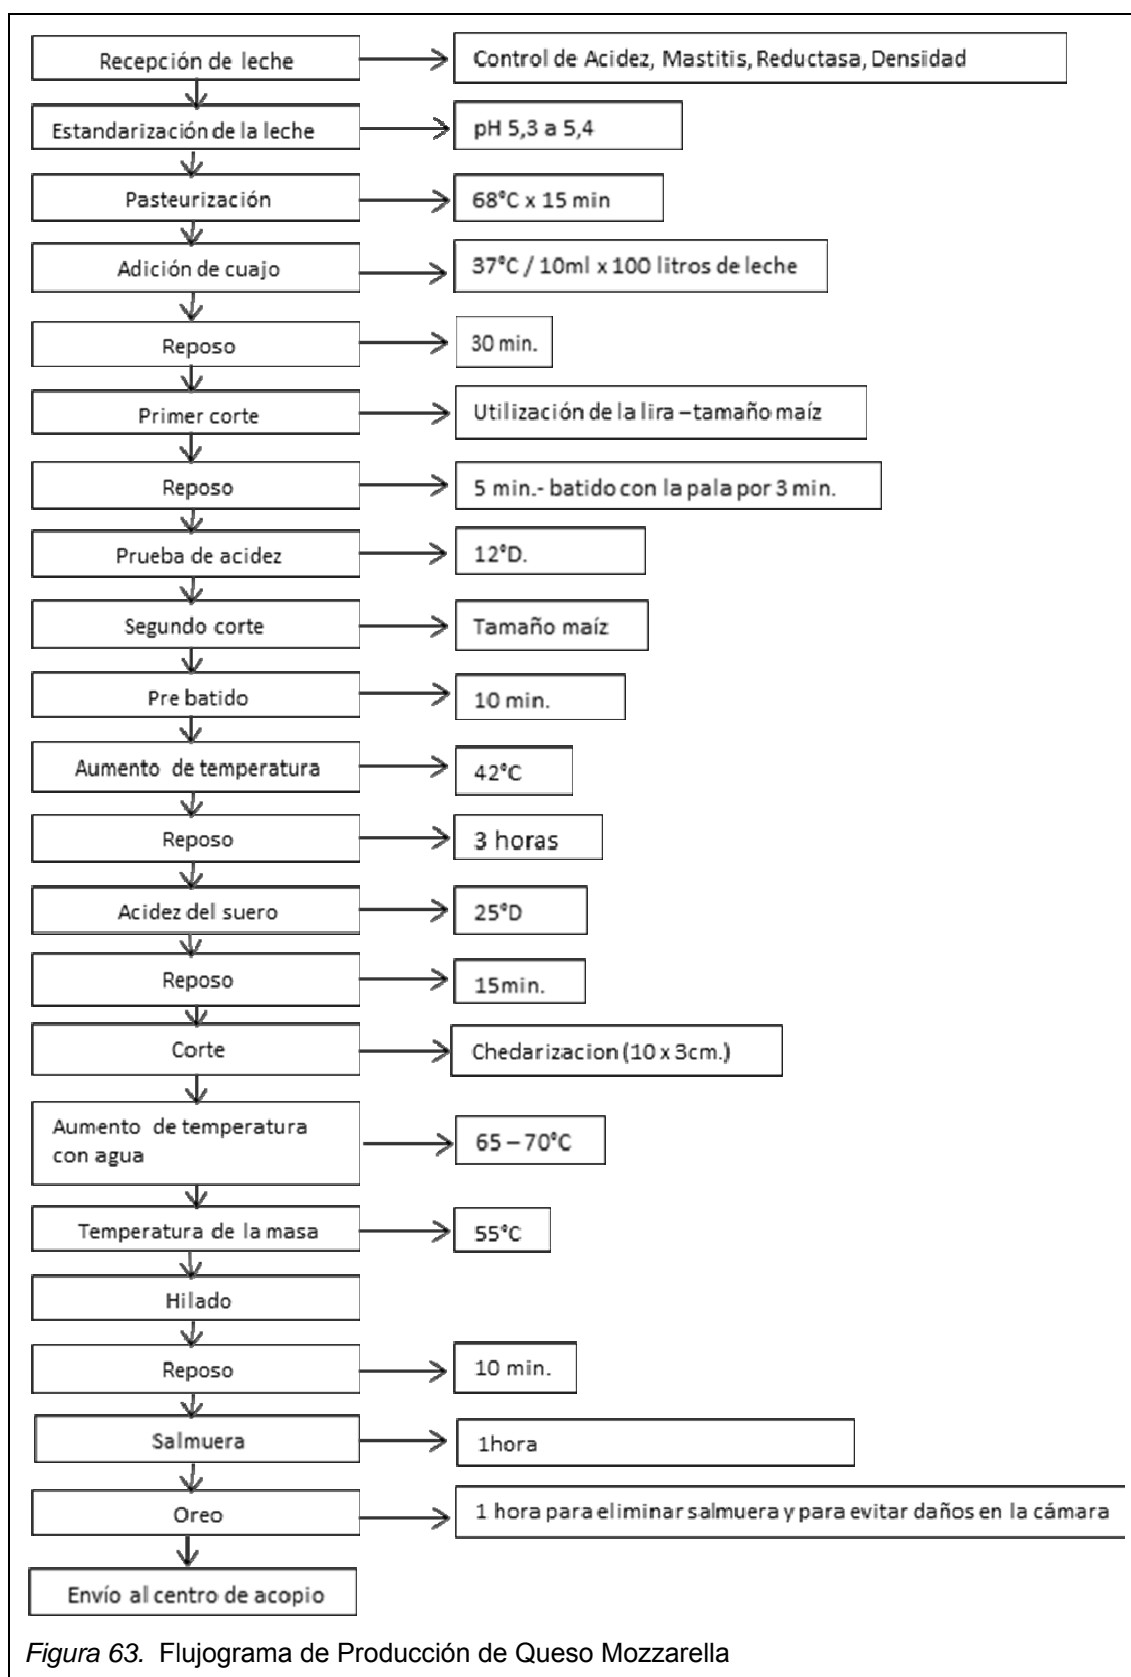 Recepción de leche
Control de Acidez, Mastitis, Reductasa, Densidad
Estandarización de la leche
pH 5,3 a 5,4
Pasteurización
68°C x 15 min
Adición de cuajo
37°C / 10ml x 100 litros de leche
Reposo
30 min.
Primer corte
Utilización de la lira – tamaño maíz
Reposo
5 min.- batido con la pala por 3 min.
Prueba de acidez
12°D.
Segundo corte
Tamaño maíz
Pre batido
10 min.
Aumento de temperatura
42°C
Reposo
3 horas
Acidez del suero
25°D
Reposo
15min.
Corte
Chedarizacion (10 x 3cm.)
Aumento de temperatura
con agua
65 – 70°C
Temperatura de la masa
55°C
Hilado
Reposo
10 min.
Salmuera
1hora
Oreo
1 hora para eliminar salmuera y para evitar daños en la cámara
Envío al centro de acopio
Figura 63. Flujograma de Producción de Queso Mozzarella